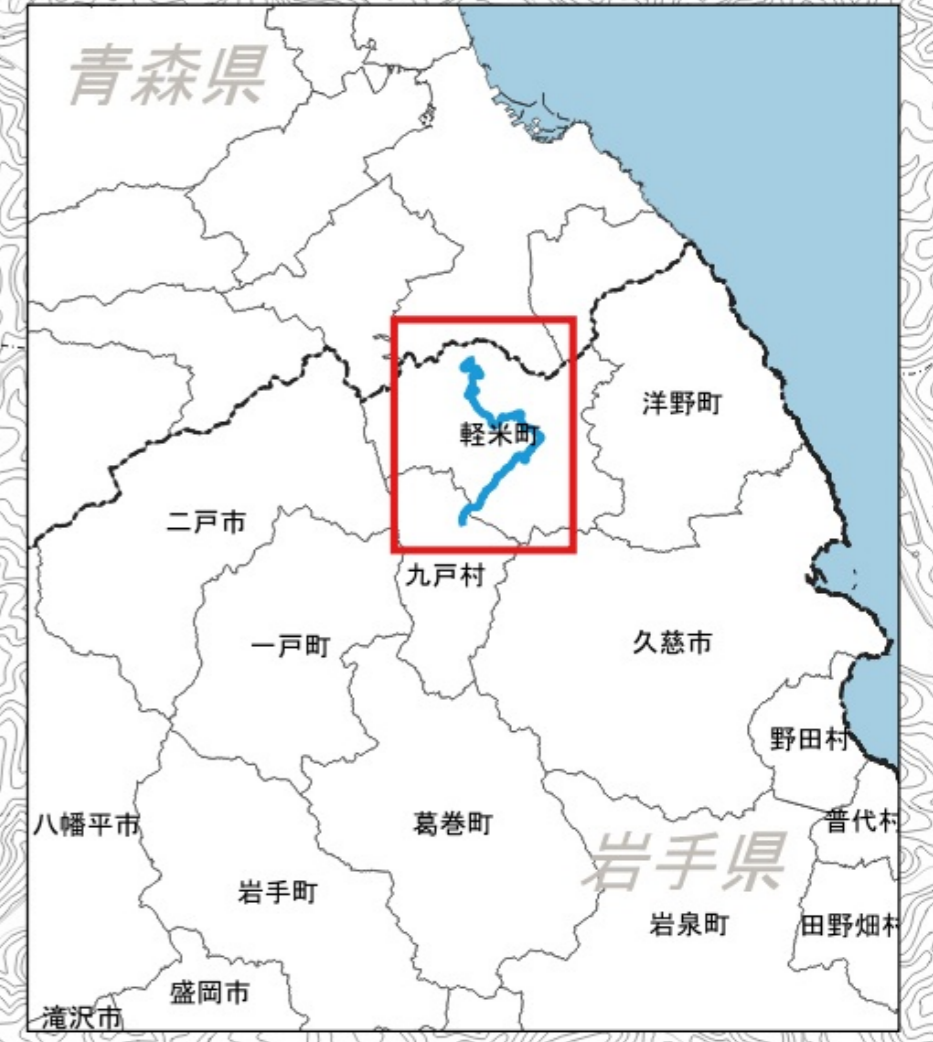 青森県
洋野町
軽米町
二戸市
九戸村
一戸町
久慈市
野田村
八幡平市
葛巻町
普代村
岩手県
岩手町
岩泉町
田野畑村
盛岡市
滝沢市